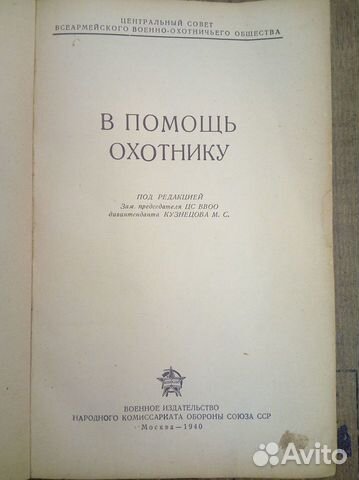 ЦЕНТРАЛЬНЫЙ СОВЕТ
ВСЕАРМЕЙСКОГО ВОЕННО-ОХОТНИЧЬЕГО ОБЩЕСТВА
В ПОМОЩЬ
ОХОТНИКУ
ПОД РЕДАКЦИЕЙ
Зам. председателя ЦС ВВОО
дивинтенданта КУЗНЕЦОВА М. С.
ВОЕННОЕ ИЗДАТЕЛЬСТВО
НАРОДНОГО КОМИССАРИАТА ОБОРОНЫ СОЮЗА ССР
Москва—1940
Avito